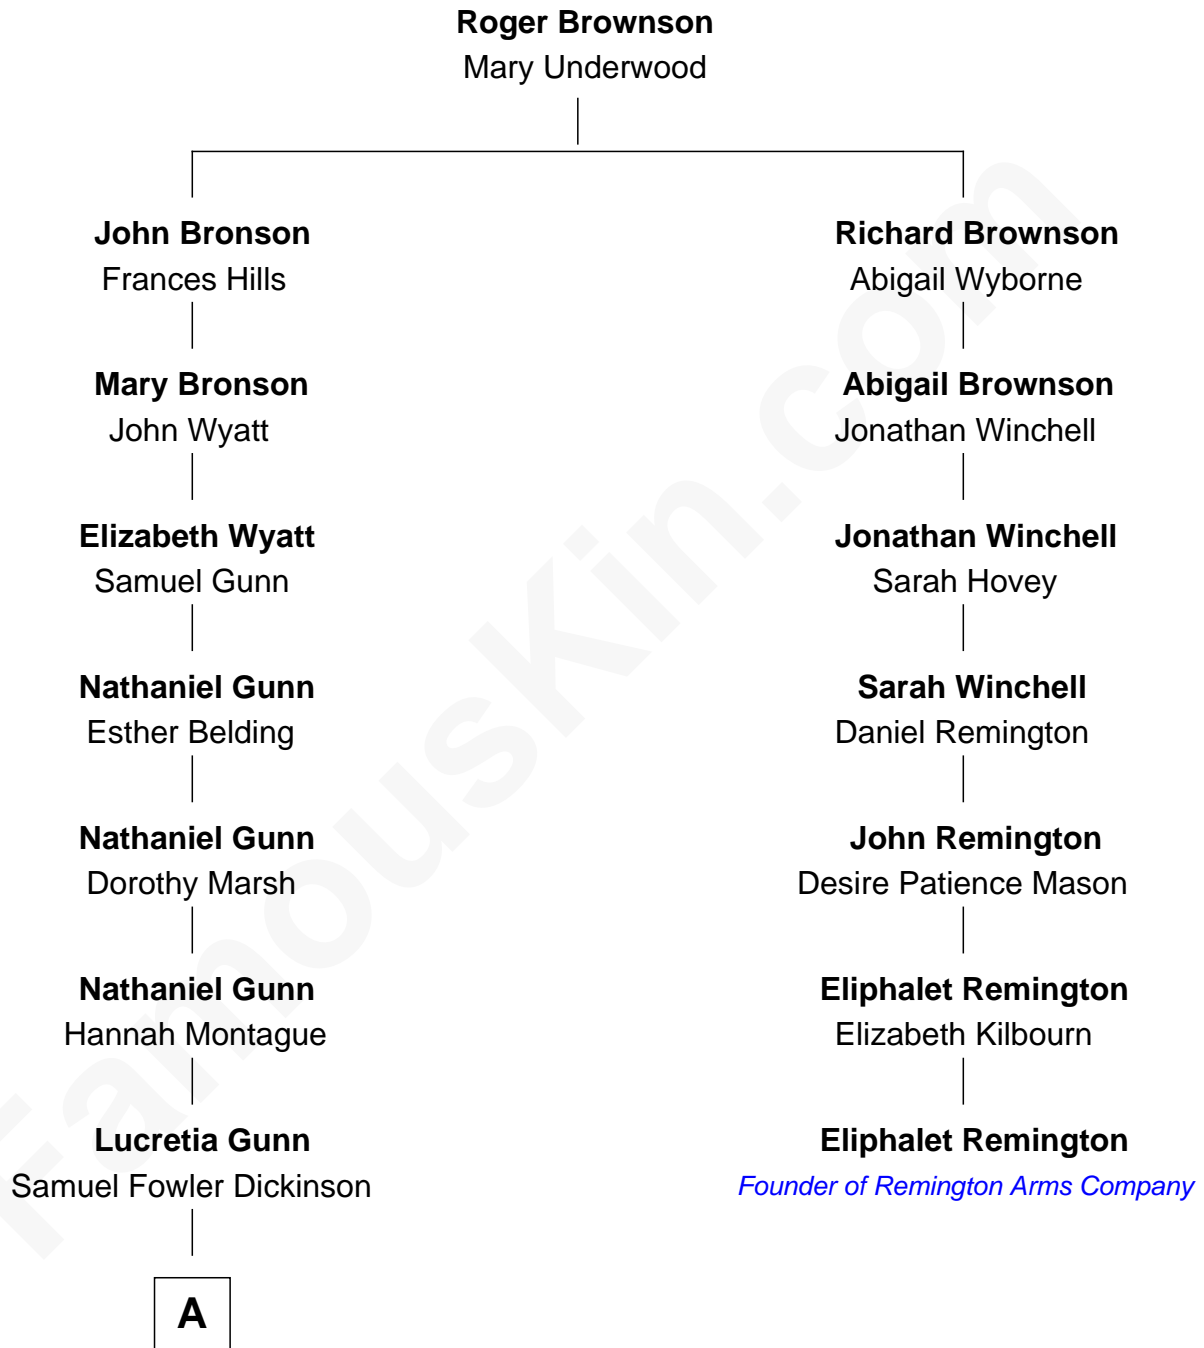 Roger Brownson
Mary Underwood
John Bronson
Frances Hills
Richard Brownson
Abigail Wyborne
Mary Bronson
John Wyatt
Abigail Brownson
Jonathan Winchell
Elizabeth Wyatt
Samuel Gunn
Jonathan Winchell
Sarah Hovey
Nathaniel Gunn
Esther Belding
Sarah Winchell
Daniel Remington
Nathaniel Gunn
Dorothy Marsh
John Remington
Desire Patience Mason
Nathaniel Gunn
Hannah Montague
Eliphalet Remington
Elizabeth Kilbourn
Lucretia Gunn
Samuel Fowler Dickinson
Eliphalet Remington
Founder of Remington Arms Company
A
FamousKin.com